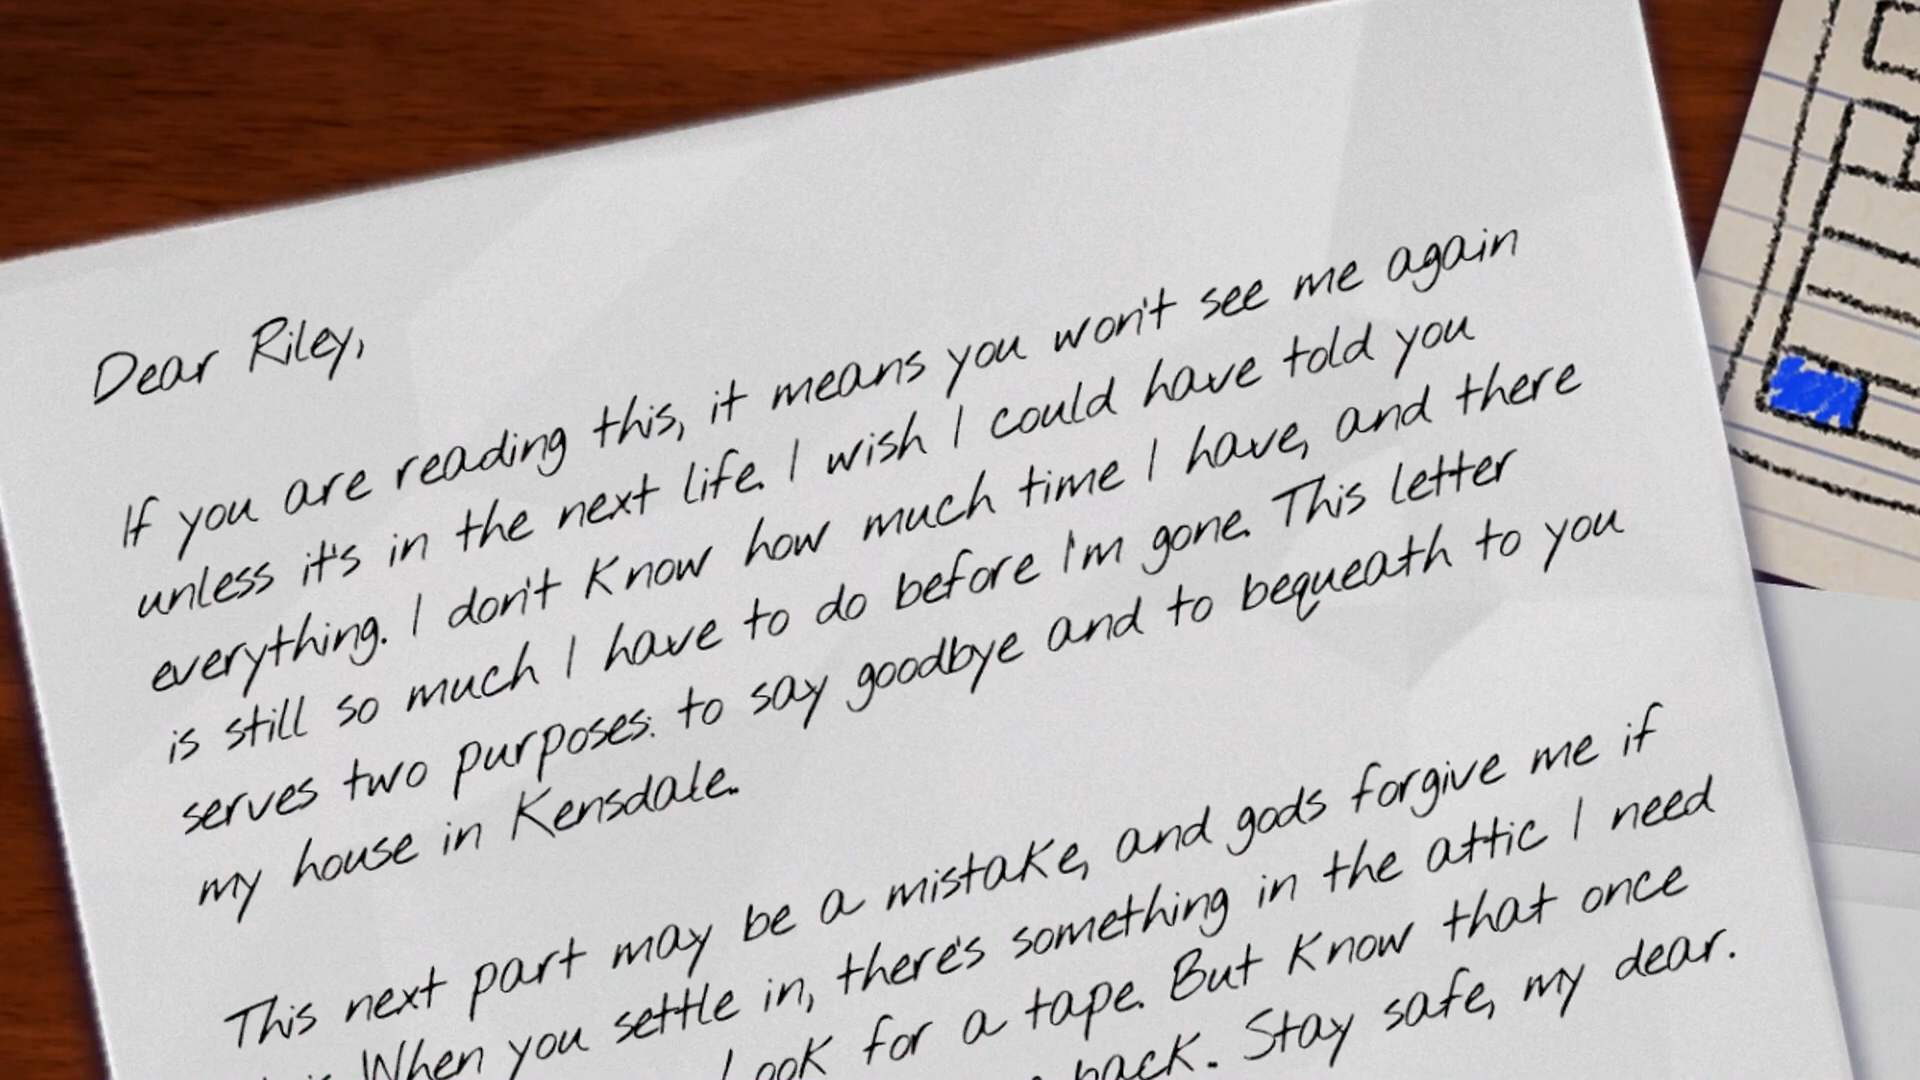 Dear Riley,
If you are reading this, it means you won't see me again
unless it's in the next life. I wish I could have told you
everything. I don't know how much time I have, and there
is still so much I have to do before I'm gone. This letter
serves two purposes: to say goodbye and to bequeath to you
my house in Kensdale.
This next part may be a mistake, and gods forgive me if
When you settle in, there's something in the attic I need
Look for a tape. But know that once
back. Stay safe, my dear.